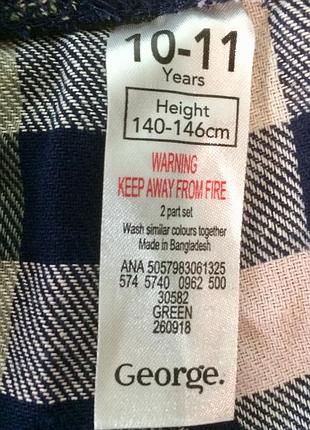 10-11
Years
Height
140-146cm
WARNING
KEEP AWAY FROM FIRE
2 part set
Wash similar colours together
Made in Bangladesh
ANA 5057983061325
574 5740 0962 500
30582
GREEN
260918
George.